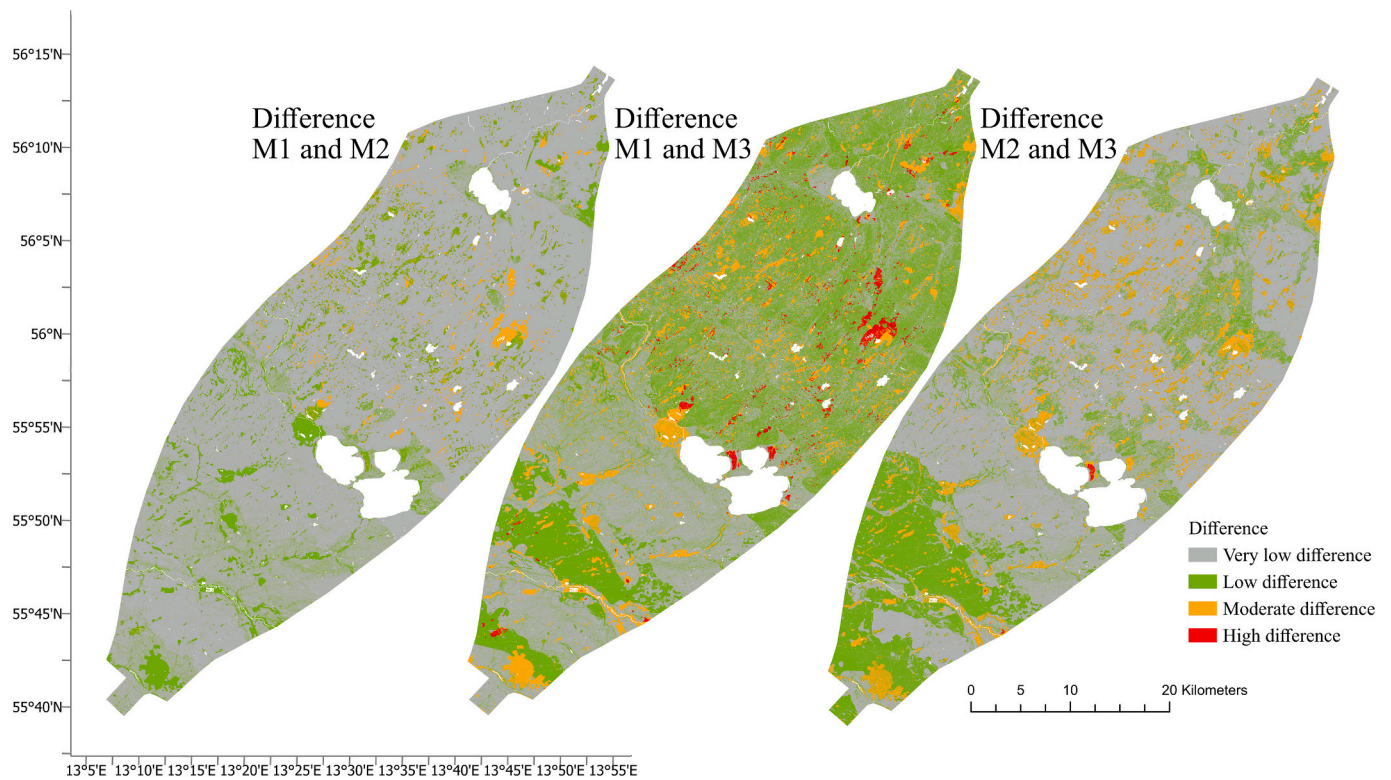 56°15'N
56°10'N
56°5'N
56°N
55°55'N
55°50'N
55°45'N
55°40'N
Difference
M1 and M2
Difference
M1 and M3
Difference
M2 and M3
Difference
Very low difference
Low difference
Moderate difference
High difference
0 5 10 20 Kilometers
13°5'E 13°10'E 13°15'E 13°20'E 13°25'E 13°30'E 13°35'E 13°40'E 13°45'E 13°50'E 13°55'E